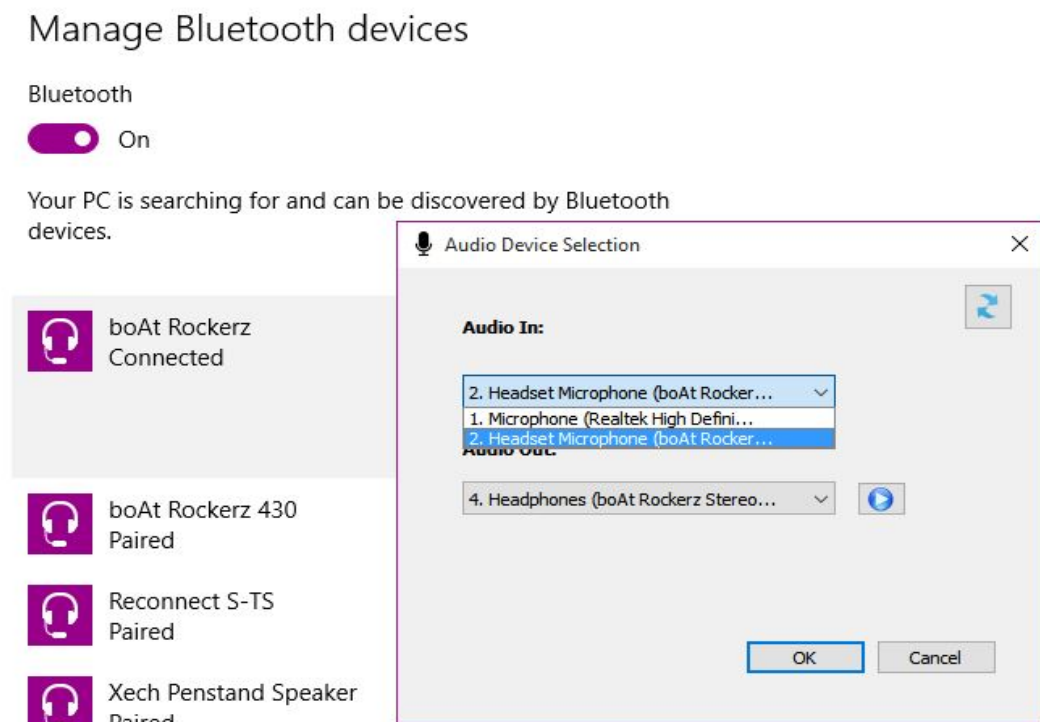 Manage Bluetooth devices
Bluetooth
On
Your PC is searching for and can be discovered by Bluetooth
devices.
boAt Rockerz
Connected
boAt Rockerz 430
Paired
Reconnect S-TS
Paired
Xech Penstand Speaker
Paired
Audio Device Selection
Audio In:
2. Headset Microphone (boAt Rocker...
1. Microphone (Realtek High Defini...
2. Headset Microphone (boAt Rocker...
Audio Out:
4. Headphones (boAt Rockerz Stereo...
OK
Cancel